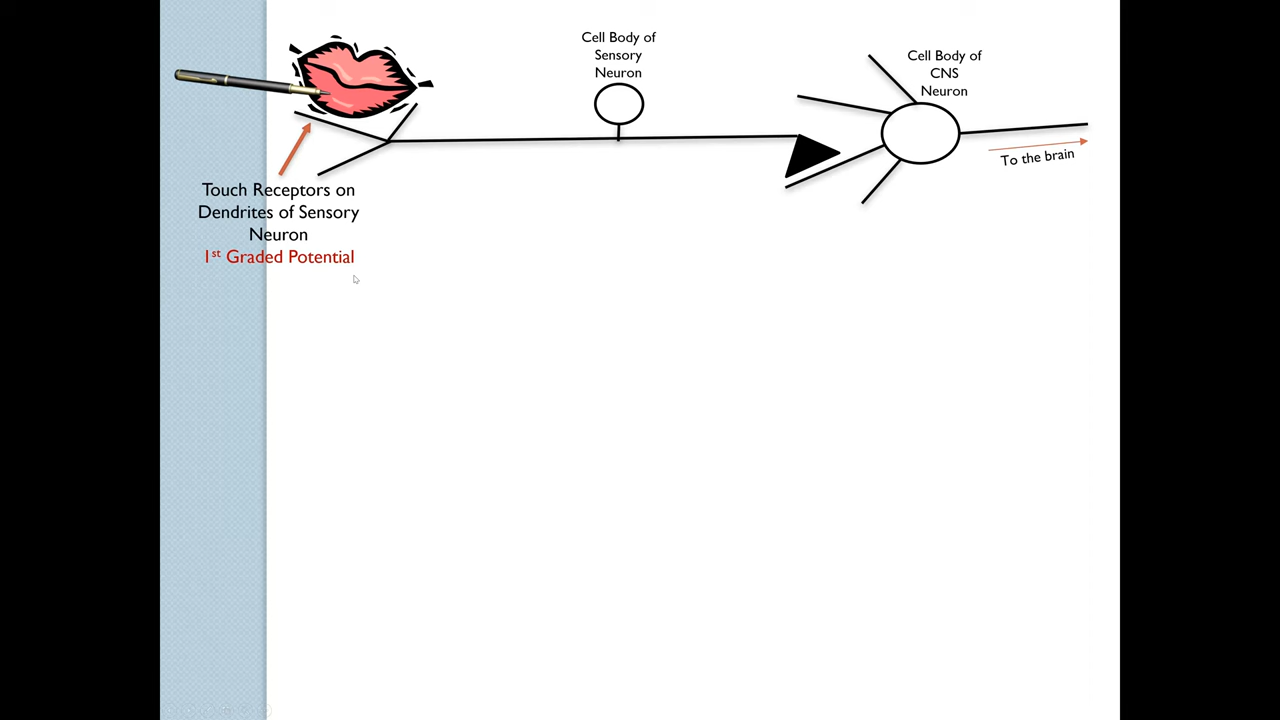 Cell Body of
Sensory
Neuron
Cell Body of
CNS
Neuron
To the brain
Touch Receptors on
Dendrites of Sensory
Neuron
1st Graded Potential